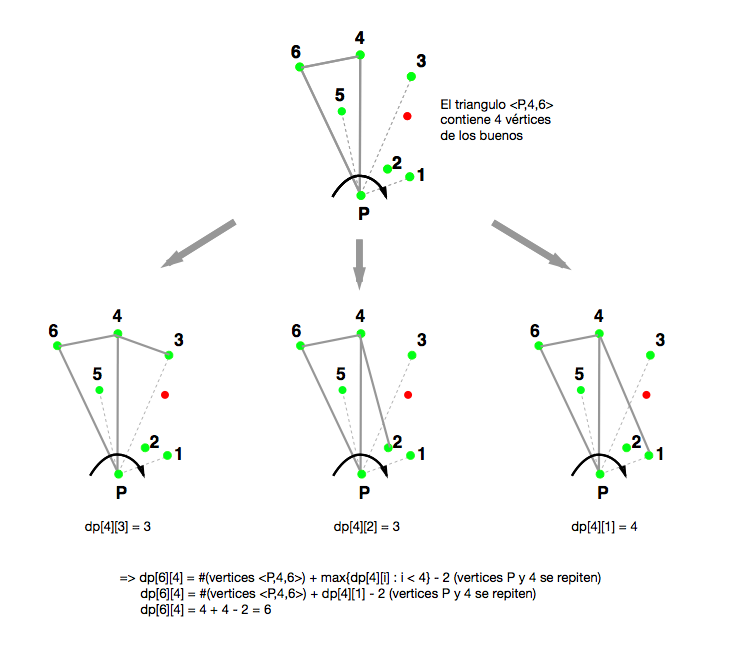 4
6
3
5
El triangulo <P,4,6>
contiene 4 vértices
de los buenos
2
1
P
4
6
3
5
2
1
P
dp[4][3] = 3
4
6
3
5
2
1
P
dp[4][2] = 3
4
6
3
5
2
1
P
dp[4][1] = 4
=> dp[6][4] = #(vertices <P,4,6>) + max{dp[4][i] : i < 4} - 2 (vertices P y 4 se repiten)
dp[6][4] = #(vertices <P,4,6>) + dp[4][1] - 2 (vertices P y 4 se repiten)
dp[6][4] = 4 + 4 - 2 = 6